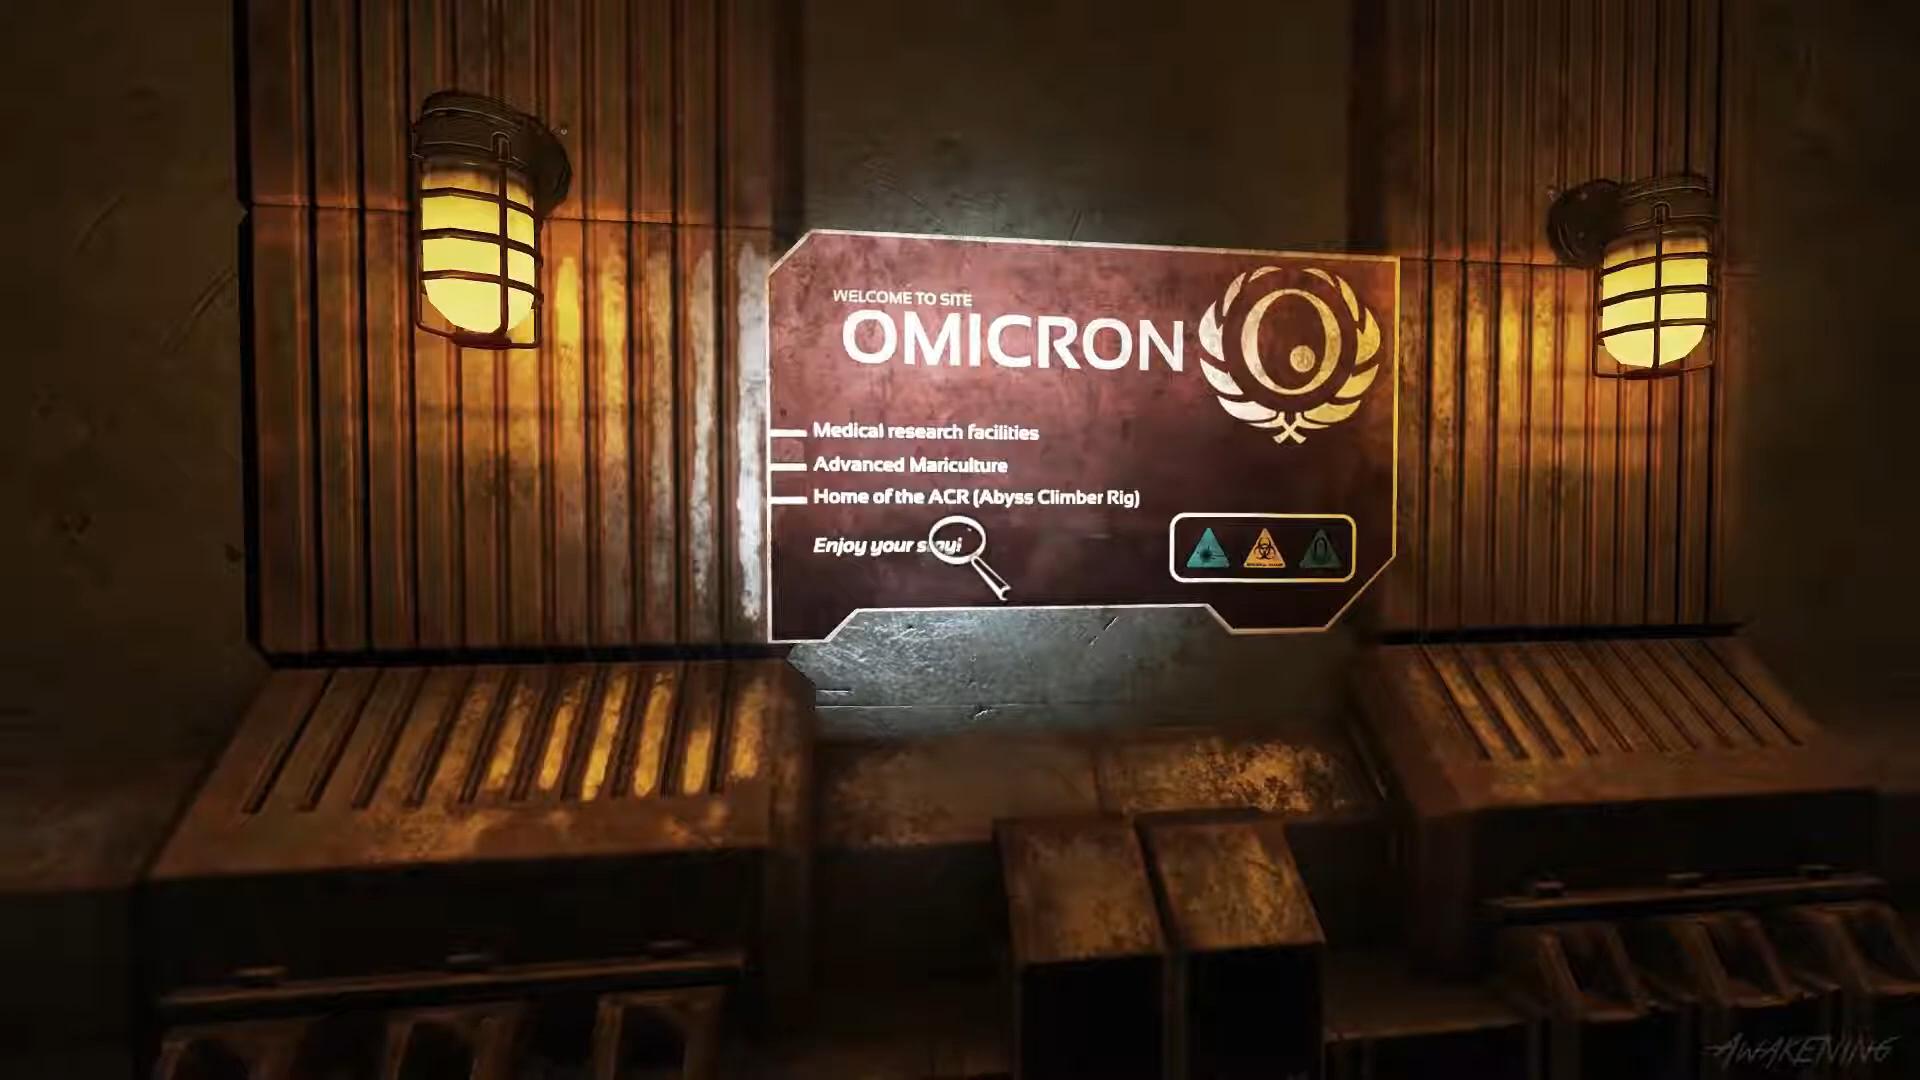 WELCOME TO SITE
OMICRON
Medical research facilities
Advanced Mariculture
Home of the ACR (Abyss Climber Rig)
Enjoy your stay!
AWAKENING